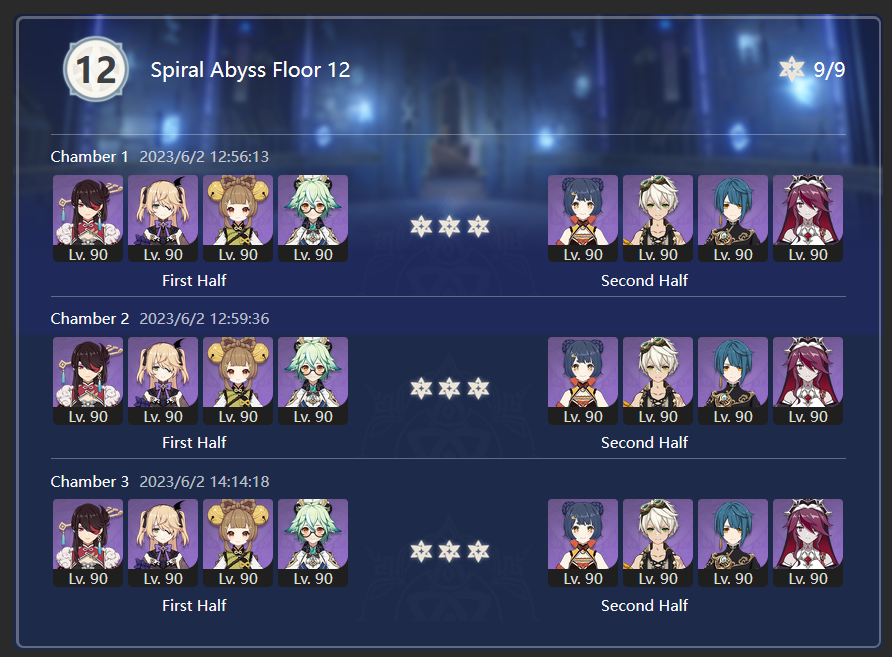 12 Spiral Abyss Floor 12 9/9
Chamber 1 2023/6/2 12:56:13
Lv. 90 Lv. 90 Lv. 90 Lv. 90 Lv. 90 Lv. 90 Lv. 90 Lv. 90
First Half Second Half
Chamber 2 2023/6/2 12:59:36
Lv. 90 Lv. 90 Lv. 90 Lv. 90 Lv. 90 Lv. 90 Lv. 90 Lv. 90
First Half Second Half
Chamber 3 2023/6/2 14:14:18
Lv. 90 Lv. 90 Lv. 90 Lv. 90 Lv. 90 Lv. 90 Lv. 90 Lv. 90
First Half Second Half